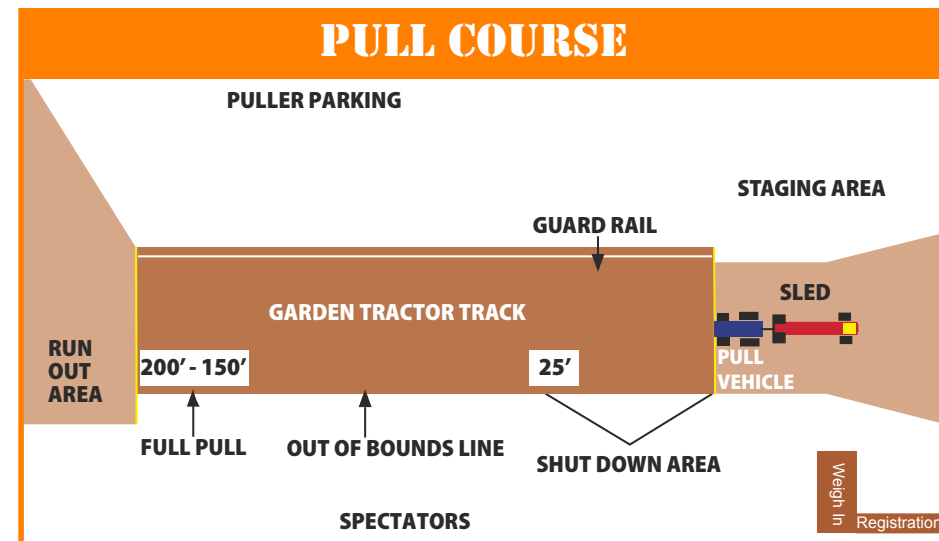 PULL COURSE
PULLER PARKING
STAGING AREA
GUARD RAIL
SLED
GARDEN TRACTOR TRACK
RUN
OUT
AREA
200’ - 150’
25’
PULL
VEHICLE
FULL PULL
OUT OF BOUNDS LINE
SHUT DOWN AREA
Weigh In
Registration
SPECTATORS